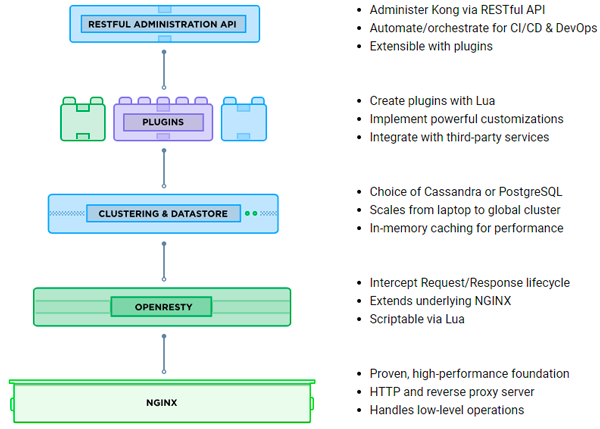 RESTFUL ADMINISTRATION API
• Administer Kong via RESTful API
• Automate/orchestrate for CI/CD & DevOps
• Extensible with plugins
PLUGINS
• Create plugins with Lua
• Implement powerful customizations
• Integrate with third-party services
CLUSTERING & DATASTORE
• Choice of Cassandra or PostgreSQL
• Scales from laptop to global cluster
• In-memory caching for performance
OPENRESTY
• Intercept Request/Response lifecycle
• Extends underlying NGINX
• Scriptable via Lua
NGINX
• Proven, high-performance foundation
• HTTP and reverse proxy server
• Handles low-level operations